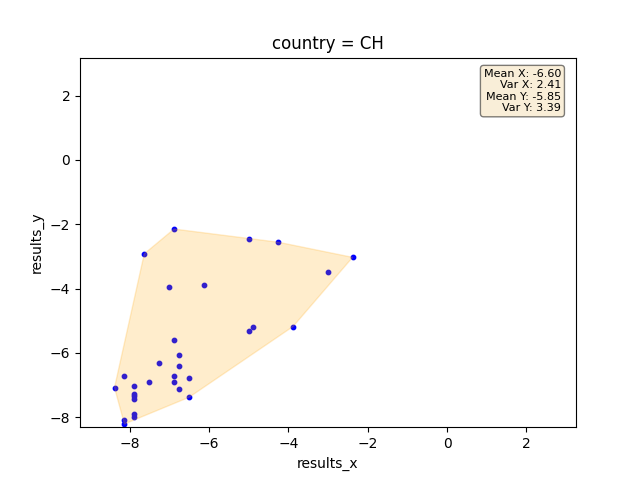 country = CH
Mean X: -6.60
Var X: 2.41
Mean Y: -5.85
Var Y: 3.39
results_y
2
0
−2
−4
−6
−8
−8
−6
−4
−2
0
2
results_x